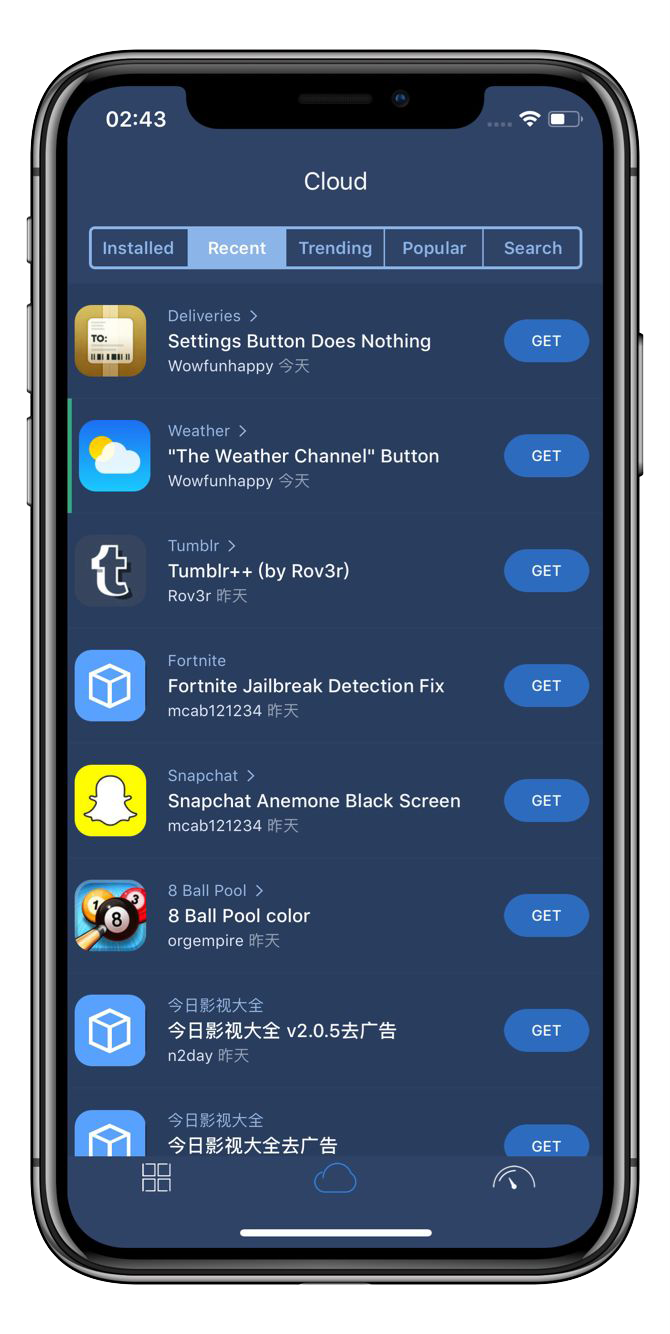 02:43
Cloud
Installed Recent Trending Popular Search
Deliveries
TO:
Settings Button Does Nothing
GET
Wowfunhappy 今天
Weather
"The Weather Channel" Button
GET
Wowfunhappy 今天
Tumblr
Tumblr++ (by Rov3r)
GET
Rov3r 昨天
Fortnite
Fortnite Jailbreak Detection Fix
GET
mcab121234 昨天
Snapchat
Snapchat Anemone Black Screen
GET
mcab121234 昨天
8 Ball Pool
8 Ball Pool color
GET
orgempire 昨天
今日影视大全
今日影视大全 v2.0.5去广告
GET
n2day 昨天
今日影视大全
今日影视大全去广告
GET